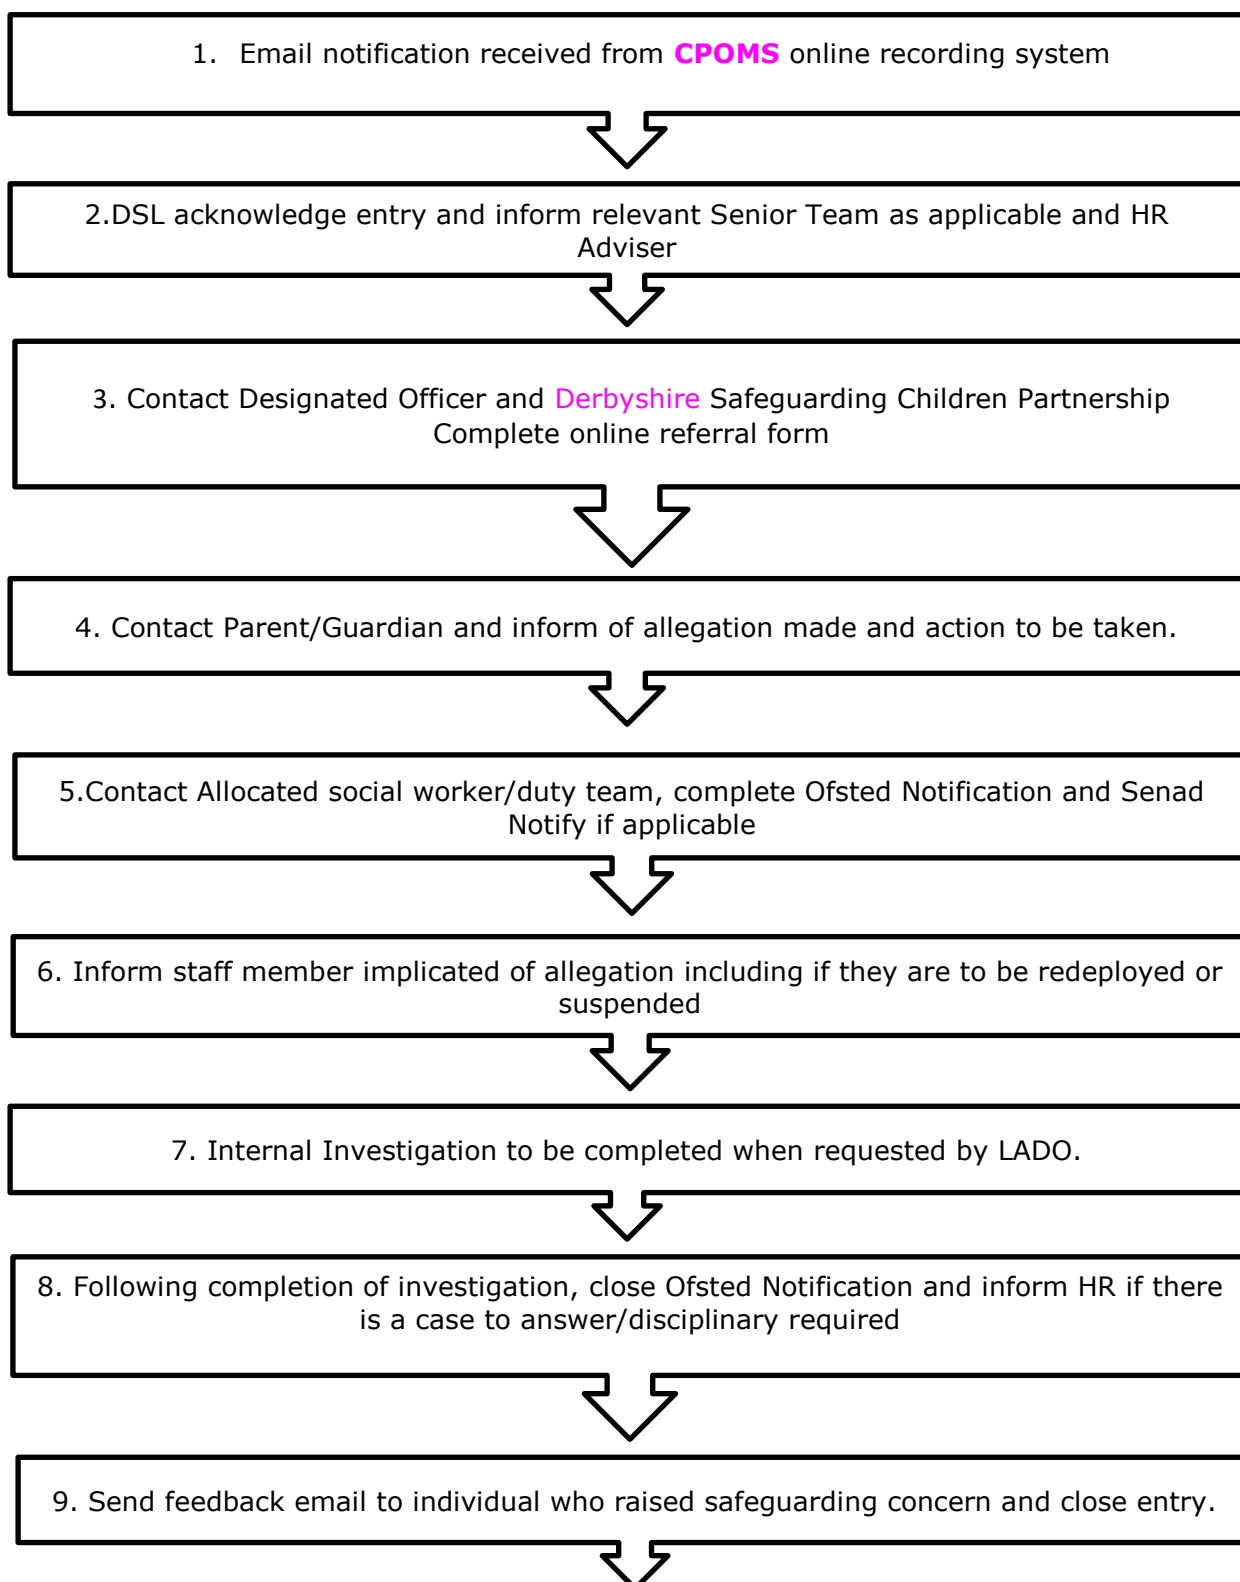 1. Email notification received from CPOMS online recording system
2.DSL acknowledge entry and inform relevant Senior Team as applicable and HR
Adviser
3. Contact Designated Officer and Derbyshire Safeguarding Children Partnership
Complete online referral form
4. Contact Parent/Guardian and inform of allegation made and action to be taken.
5.Contact Allocated social worker/duty team, complete Ofsted Notification and Senad
Notify if applicable
6. Inform staff member implicated of allegation including if they are to be redeployed or
suspended
7. Internal Investigation to be completed when requested by LADO.
8. Following completion of investigation, close Ofsted Notification and inform HR if there
is a case to answer/disciplinary required
9. Send feedback email to individual who raised safeguarding concern and close entry.